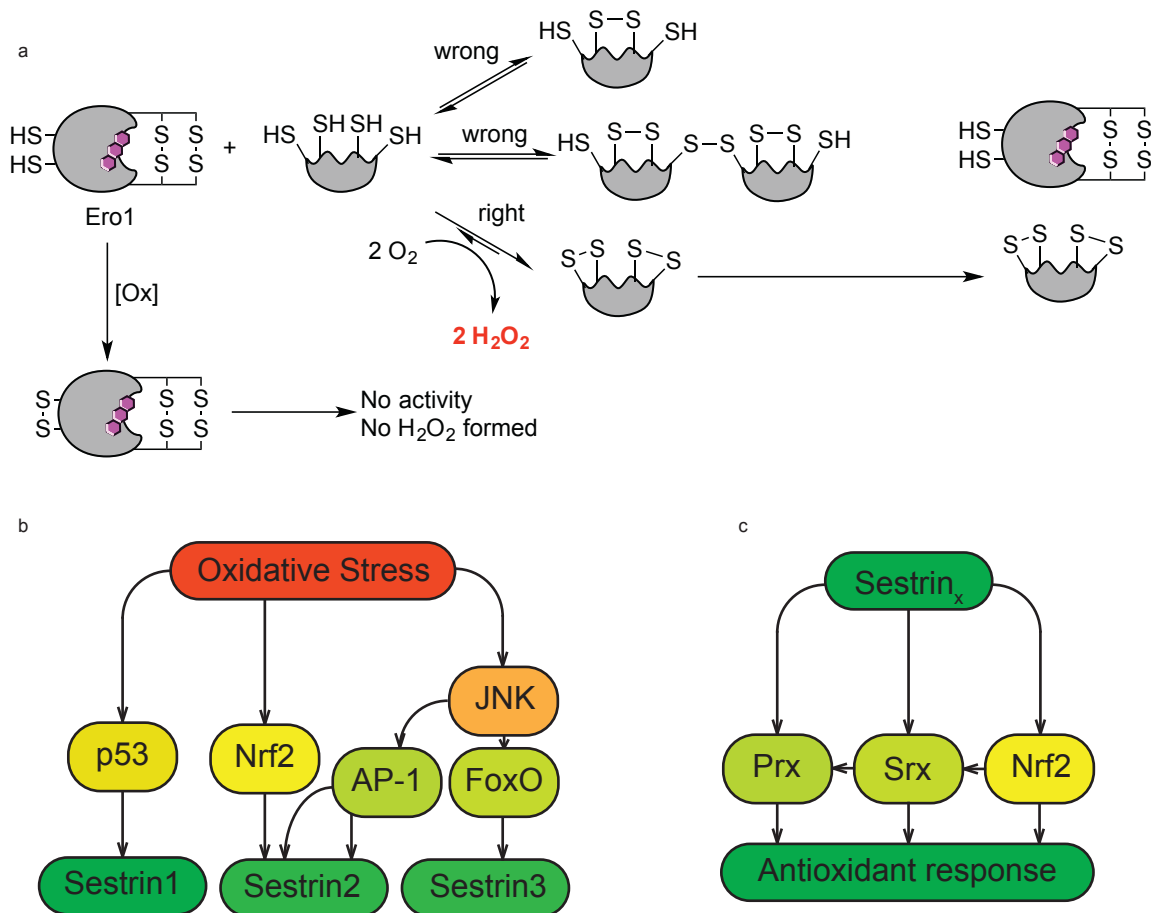 a
HS
HS
S
S
S
S
Ero1
+
HS
SH
SH
SH
wrong
HS
S–S
SH
wrong
HS
S–S
S–S
S–S
SH
right
2 O₂
2 H₂O₂
S
S
S
S
HS
HS
S
S
S
S
S
S
S
S
[Ox]
S
S
S
S
S
S
No activity
No H₂O₂ formed
b
Oxidative Stress
JNK
p53
Nrf2
AP-1
FoxO
Sestrin1
Sestrin2
Sestrin3
c
Sestrinₓ
Prx
Srx
Nrf2
Antioxidant response